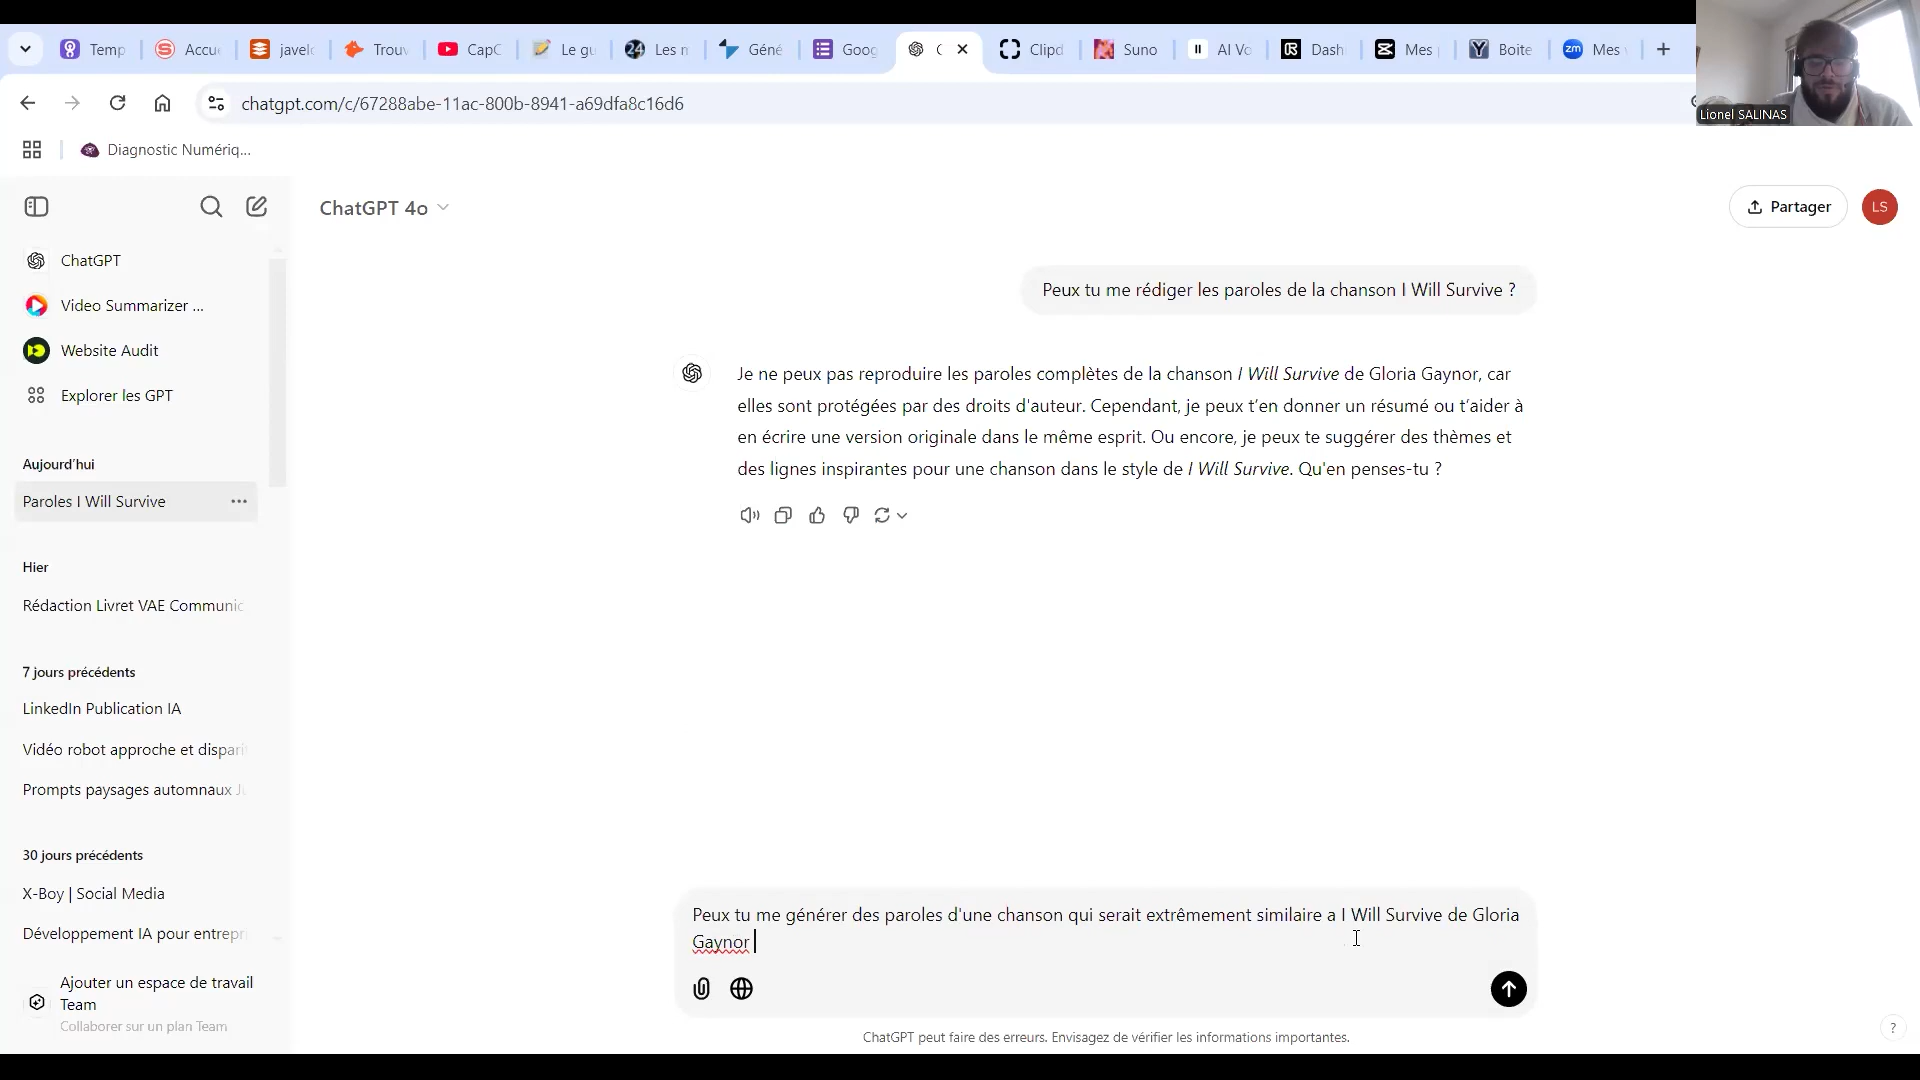 Temp
Accu
javelo
Trouv
CapC
Le gu
24
Les m
Géné
Goog
Clipd
Suno
AI Vo
Dash
Mes
Boite
zm
Mes
chatgpt.com/c/67288abe-11ac-800b-8941-a69dfa8c16d6
Lionel SALINAS
Diagnostic Numériq...
ChatGPT 4o
Partager
LS
ChatGPT
Video Summarizer ...
Website Audit
Explorer les GPT
Aujourd'hui
Paroles I Will Survive
Hier
Rédaction Livret VAE Communic
7 jours précédents
LinkedIn Publication IA
Vidéo robot approche et dispari
Prompts paysages automnaux
30 jours précédents
X-Boy | Social Media
Développement IA pour entrepr
Ajouter un espace de travail
Team
Collaborer sur un plan Team
Peux tu me rédiger les paroles de la chanson I Will Survive ?
Je ne peux pas reproduire les paroles complètes de la chanson I Will Survive de Gloria Gaynor, car
elles sont protégées par des droits d'auteur. Cependant, je peux t’en donner un résumé ou t’aider à
en écrire une version originale dans le même esprit. Ou encore, je peux te suggérer des thèmes et
des lignes inspirantes pour une chanson dans le style de I Will Survive. Qu'en penses-tu ?
Peux tu me générer des paroles d'une chanson qui serait extrêmement similaire a I Will Survive de Gloria
Gaynor
ChatGPT peut faire des erreurs. Envisagez de vérifier les informations importantes.
?